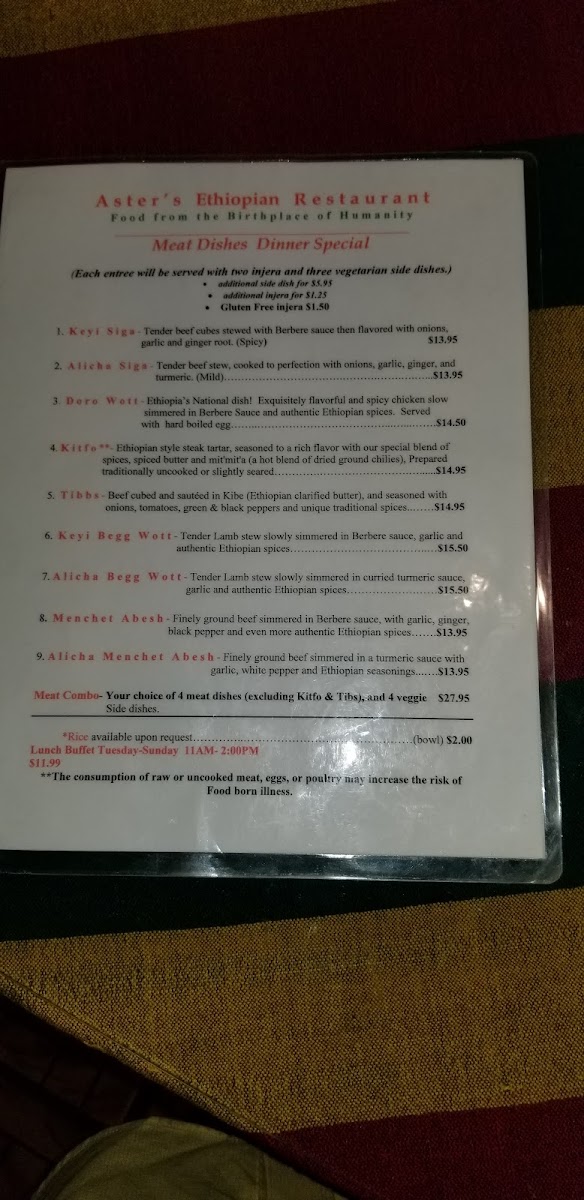 Aster's Ethiopian Restaurant
Food from the Birthplace of Humanity
Meat Dishes Dinner Special
(Each entree will be served with two injera and three vegetarian side dishes.)
• additional side dish for $5.95
• additional injera for $1.25
• Gluten Free injera $1.50
1. Keyi Siga - Tender beef cubes stewed with Berbere sauce then flavored with onions,
garlic and ginger root. (Spicy) $13.95
2. Alicha Siga - Tender beef stew, cooked to perfection with onions, garlic, ginger, and
turmeric. (Mild)……………………………………………………$13.95
3. Doro Wott - Ethiopia's National dish! Exquisitely flavorful and spicy chicken slow
simmered in Berbere Sauce and authentic Ethiopian spices. Served
with hard boiled egg……………………………………………………$14.50
4. Kitfo**- Ethiopian style steak tartar, seasoned to a rich flavor with our special blend of
spices, spiced butter and mit'mit'a (a hot blend of dried ground chilies), Prepared
traditionally uncooked or slightly seared………………………………………$14.95
5. Tibbs - Beef cubed and sautéed in Kibe (Ethiopian clarified butter), and seasoned with
onions, tomatoes, green & black peppers and unique traditional spices……..$14.95
6. Keyi Begg Wott - Tender Lamb stew slowly simmered in Berbere sauce, garlic and
authentic Ethiopian spices……………………………………$15.50
7. Alicha Begg Wott - Tender Lamb stew slowly simmered in curried turmeric sauce,
garlic and authentic Ethiopian spices……………………$15.50
8. Menchet Abesh - Finely ground beef simmered in Berbere sauce, with garlic, ginger,
black pepper and even more authentic Ethiopian spices…….$13.95
9. Alicha Menchet Abesh - Finely ground beef simmered in a turmeric sauce with
garlic, white pepper and Ethiopian seasonings…….$13.95
Meat Combo- Your choice of 4 meat dishes (excluding Kitfo & Tibs), and 4 veggie $27.95
Side dishes.
*Rice available upon request………………………………………………………(bowl) $2.00
Lunch Buffet Tuesday-Sunday 11AM- 2:00PM
$11.99
**The consumption of raw or uncooked meat, eggs, or poultry may increase the risk of
Food born illness.